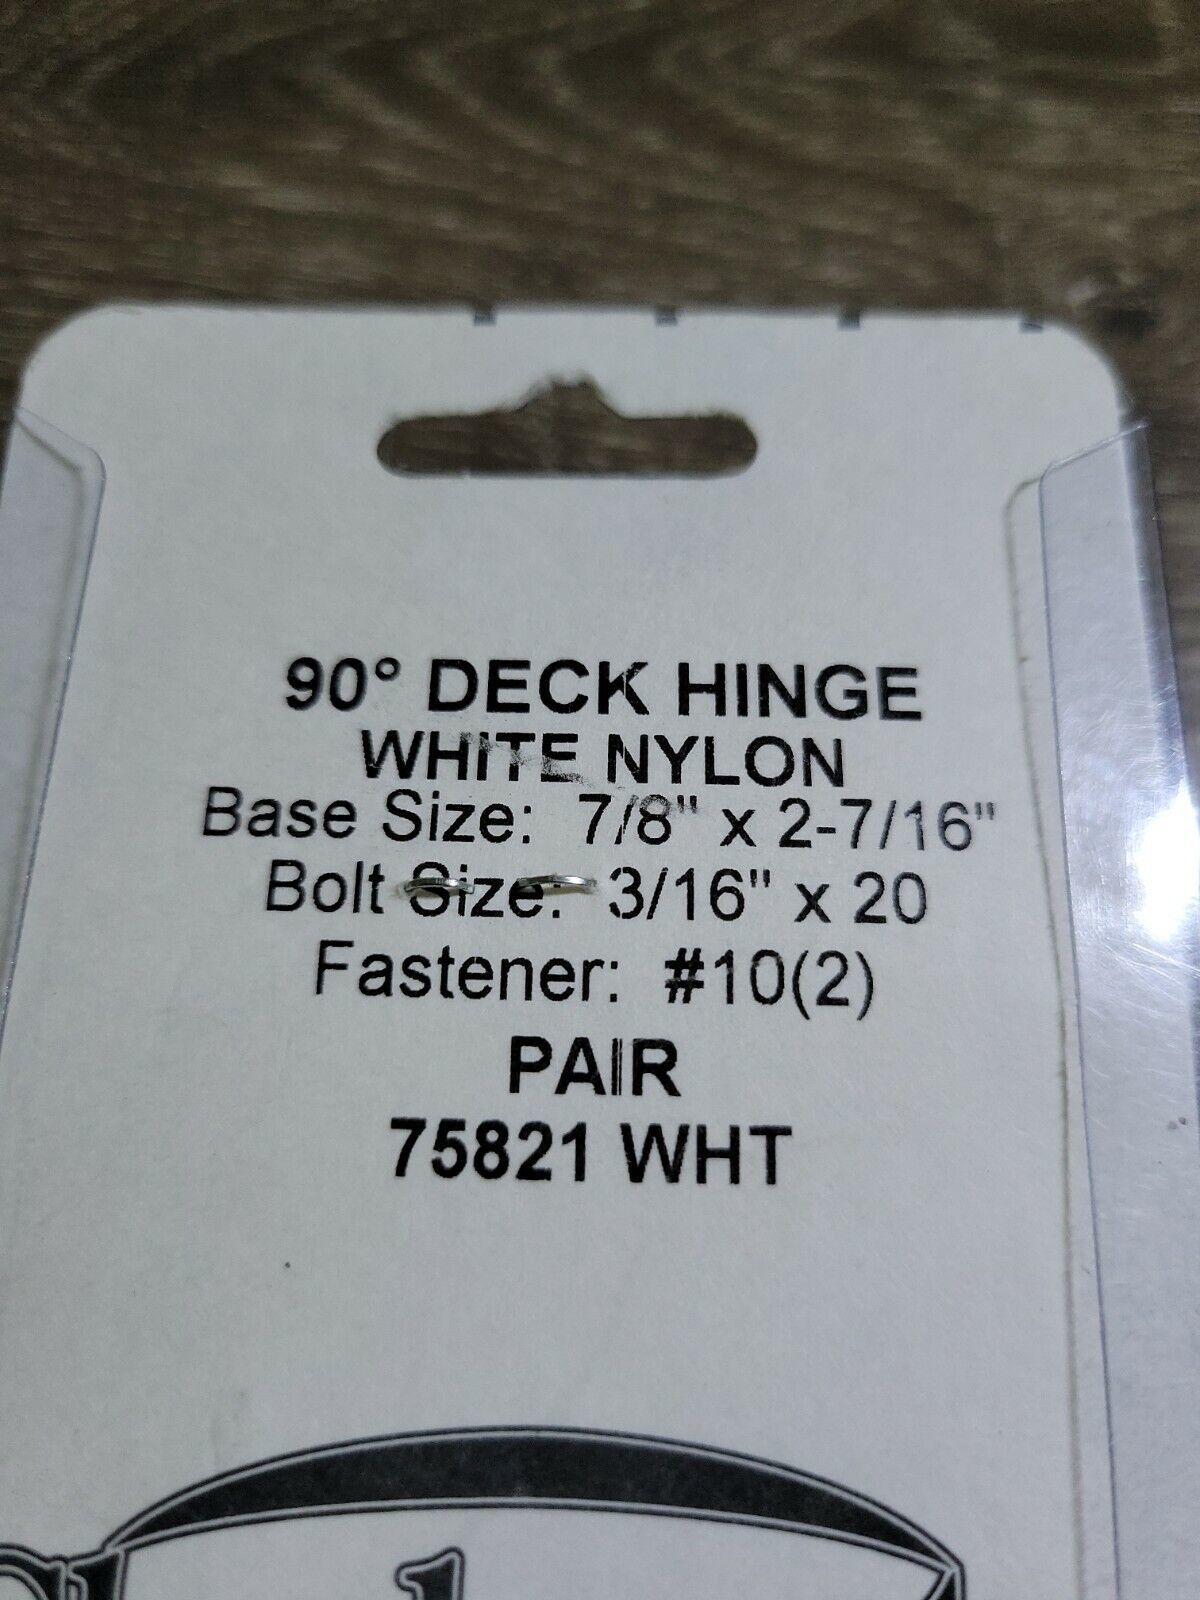 90° DECK HINGE
WHITE NYLON
Base Size: 7/8" x 2-7/16"
Bolt Size: 3/16" x 20
Fastener: #10(2)
PAIR
75821 WHT